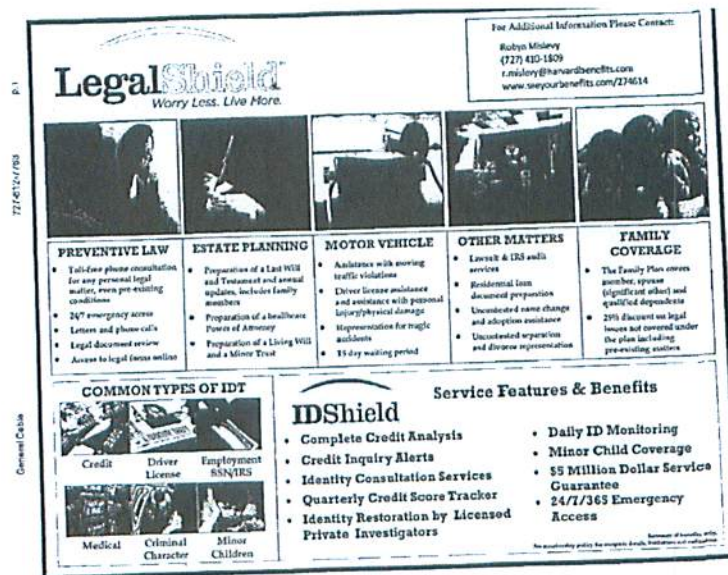 For Additional Information Please Contact:
Robyn Mislevy
(727) 410-1809
r.mislevy@harvardbenefits.com
www.seeyourbenefits.com/274614
LegalShield
Worry Less. Live More.
p.1
727-612-7763
General Cable
PREVENTIVE LAW
• Toll-free phone consultation
for any personal legal
matter, even pre-existing
conditions
• 24/7 emergency access
• Letters and phone calls
• Legal document review
• Access to legal forms online
ESTATE PLANNING
• Preparation of a Last Will
and Testament and annual
updates, includes family
members
• Preparation of a healthcare
Power of Attorney
• Preparation of a Living Will
and a Minor Trust
MOTOR VEHICLE
• Assistance with moving
traffic violations
• Driver license assistance
and assistance with personal
injury/physical damage
• Representation for tragic
accidents
• 15 day waiting period
OTHER MATTERS
• Lawsuit & IRS audit
services
• Residential loan
document preparation
• Uncontested name change
and adoption assistance
• Uncontested separation
and divorce representation
FAMILY
COVERAGE
• The Family Plan covers
member, spouse
(significant other) and
qualified dependents
• 25% discount on legal
issues not covered under
the plan including
pre-existing matters
COMMON TYPES OF IDT
Credit
Driver
License
Employment
SSN/IRS
Medical
Criminal
Character
Minor
Children
IDShield
Service Features & Benefits
• Complete Credit Analysis
• Credit Inquiry Alerts
• Identity Consultation Services
• Quarterly Credit Score Tracker
• Identity Restoration by Licensed
Private Investigators
• Daily ID Monitoring
• Minor Child Coverage
• $5 Million Dollar Service
Guarantee
• 24/7/365 Emergency
Access
Summary of benefits only.